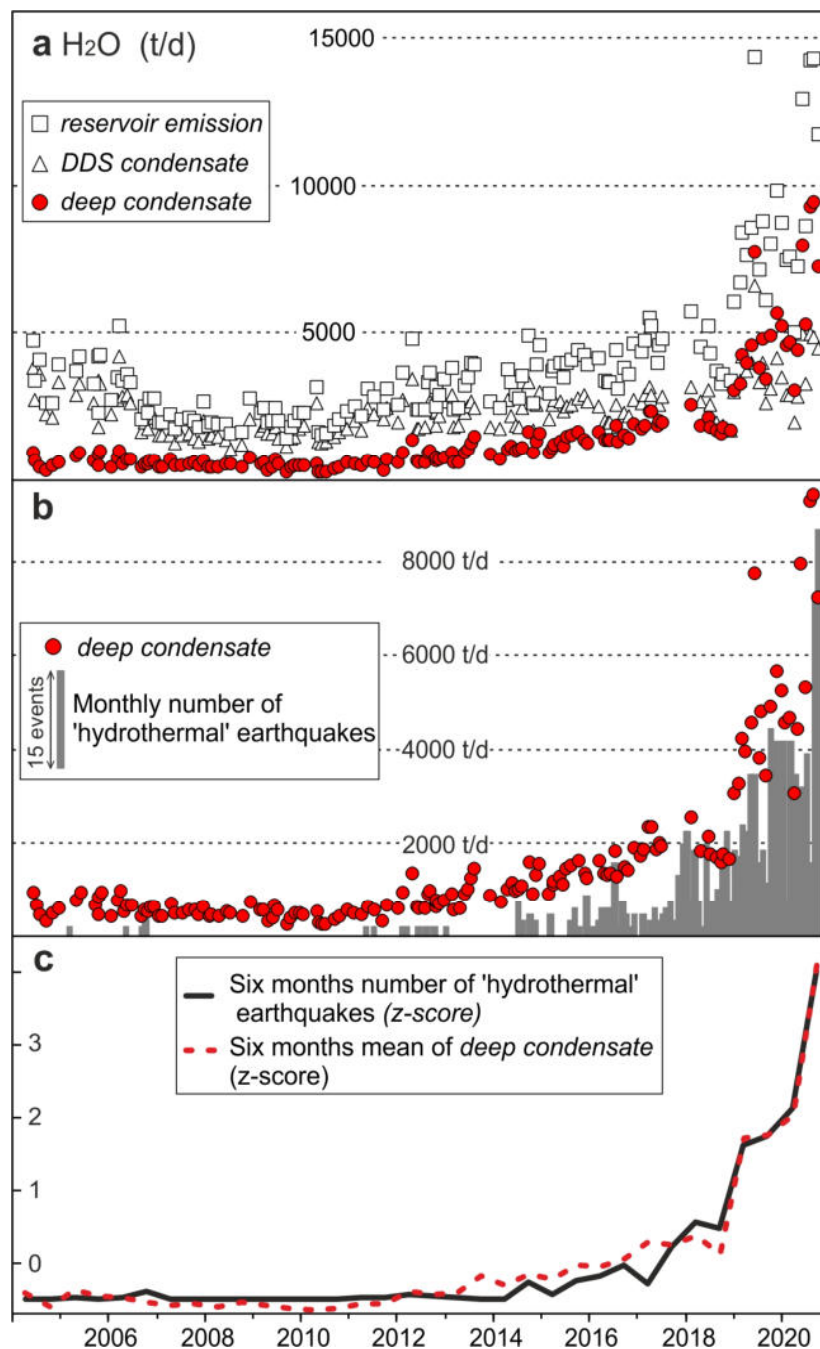 a H2O (t/d)
15000
reservoir emission
DDS condensate
deep condensate
10000
5000
b
8000 t/d
6000 t/d
4000 t/d
2000 t/d
deep condensate
15 events
Monthly number of
'hydrothermal' earthquakes
c
Six months number of 'hydrothermal'
earthquakes (z-score)
Six months mean of deep condensate
(z-score)
3
2
1
0
2006 2008 2010 2012 2014 2016 2018 2020